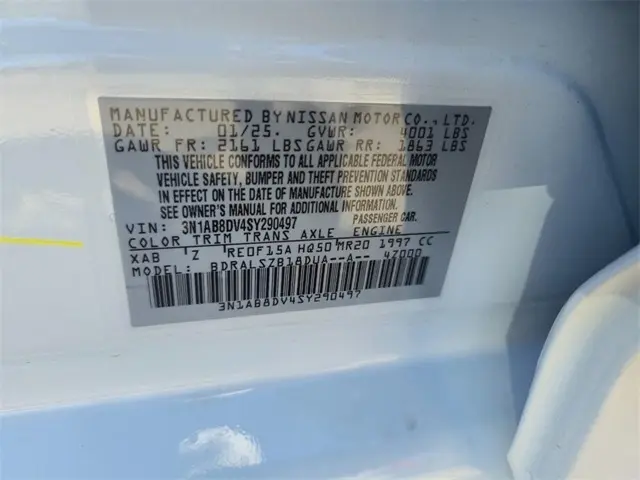 MANUFACTURED BY NISSAN MOTOR CO., LTD.
DATE: 01/25. GVWR: 4001 LBS
GAWR FR: 2161 LBS GAWR RR: 1863 LBS
THIS VEHICLE CONFORMS TO ALL APPLICABLE FEDERAL MOTOR
VEHICLE SAFETY, BUMPER AND THEFT PREVENTION STANDARDS
IN EFFECT ON THE DATE OF MANUFACTURE SHOWN ABOVE.
SEE OWNER'S MANUAL FOR ADDITIONAL INFORMATION.
VIN: 3N1AB8DV4SY290497 PASSENGER CAR.
COLOR TRIM TRANS AXLE ENGINE
XAB Z RE0F15A HQ50 MR20 1997 CC
MODEL: BDRALSZB18DUA--A-- 4Z000
3N1AB8DV4SY290497